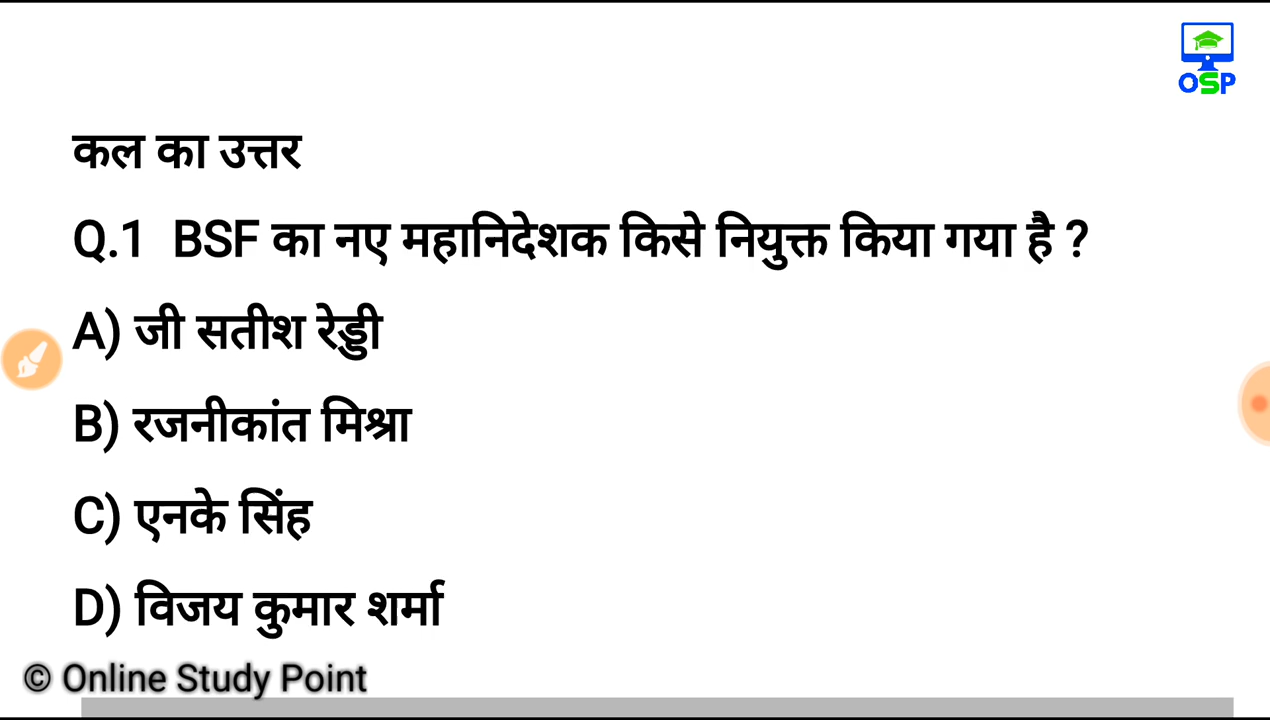 OSP
कल का उत्तर
Q.1 BSF का नए महानिदेशक किसे नियुक्त किया गया है ?
A) जी सतीश रेड्डी
B) रजनीकांत मिश्रा
C) एनके सिंह
D) विजय कुमार शर्मा
© Online Study Point